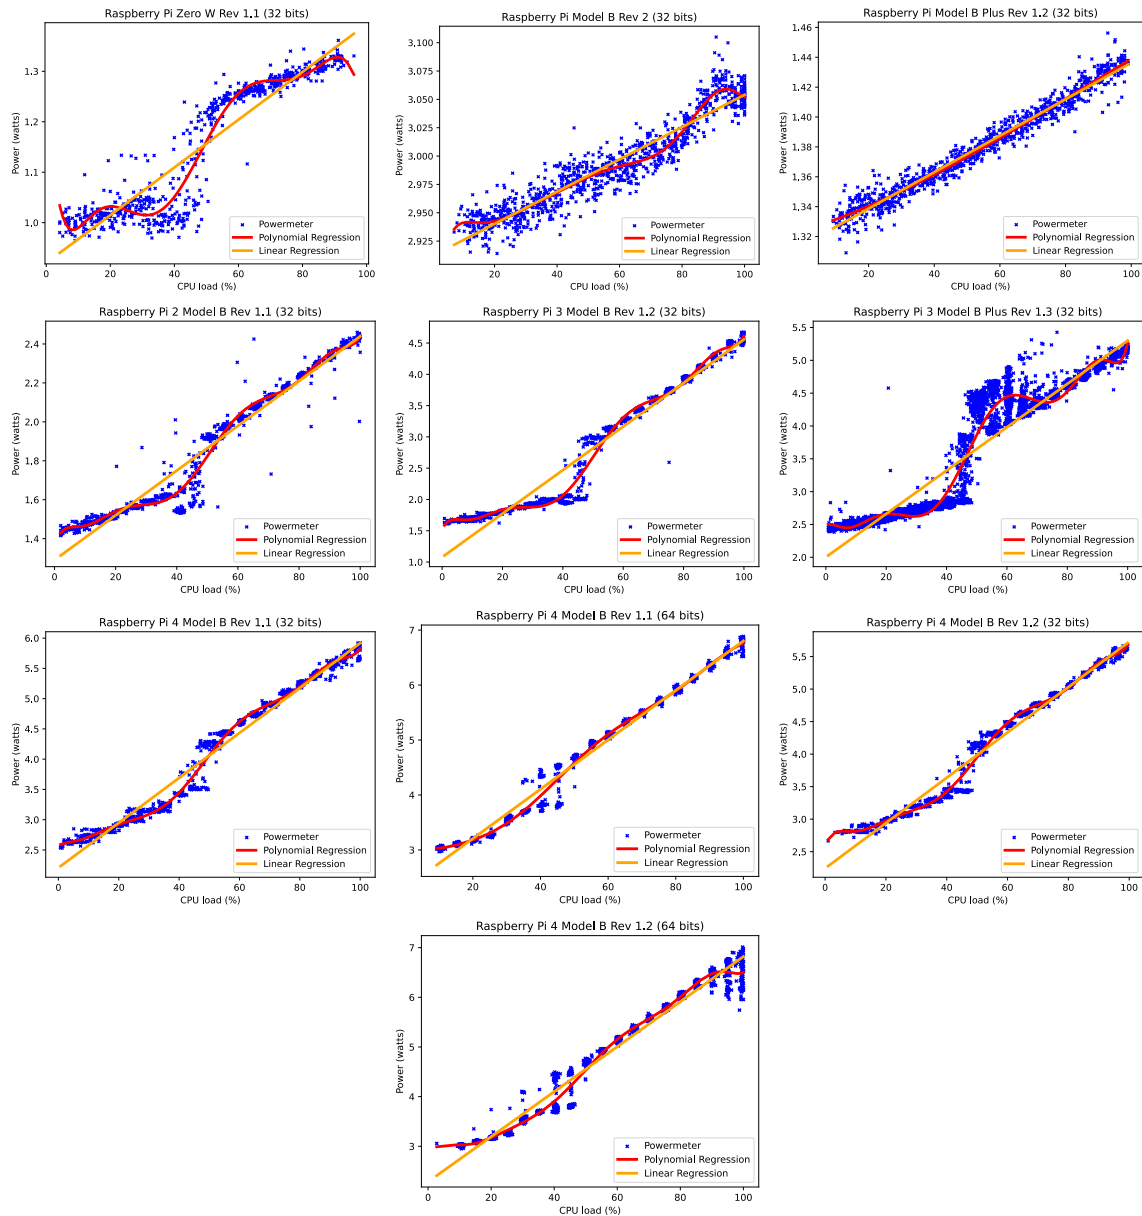 Raspberry Pi Zero W Rev 1.1 (32 bits)
Power (watts)
1.3
1.2
1.1
1.0
0
20
40
60
80
100
CPU load (%)
Powermeter
Polynomial Regression
Linear Regression
Raspberry Pi Model B Rev 2 (32 bits)
Power (watts)
3,100
3.075
3.050
3.025
3.000
2.975
2.950
2.925
20
40
60
80
100
CPU load (%)
Powermeter
Polynomial Regression
Linear Regression
Raspberry Pi Model B Plus Rev 1.2 (32 bits)
Power (watts)
1.46
1.44
1.42
1.40
1.38
1.36
1.34
1.32
20
40
60
80
100
CPU load (%)
Powermeter
Polynomial Regression
Linear Regression
Raspberry Pi 2 Model B Rev 1.1 (32 bits)
Power (watts)
2.4
2.2
2.0
1.8
1.6
1.4
0
20
40
60
80
100
CPU load (%)
Powermeter
Polynomial Regression
Linear Regression
Raspberry Pi 3 Model B Rev 1.2 (32 bits)
Power (watts)
4.5
4.0
3.5
3.0
2.5
2.0
1.5
1.0
0
20
40
60
80
100
CPU load (%)
Powermeter
Polynomial Regression
Linear Regression
Raspberry Pi 3 Model B Plus Rev 1.3 (32 bits)
Power (watts)
5.5
5.0
4.5
4.0
3.5
3.0
2.5
2.0
0
20
40
60
80
100
CPU load (%)
Powermeter
Polynomial Regression
Linear Regression
Raspberry Pi 4 Model B Rev 1.1 (32 bits)
Power (watts)
6.0
5.5
5.0
4.5
4.0
3.5
3.0
2.5
0
20
40
60
80
100
CPU load (%)
Powermeter
Polynomial Regression
Linear Regression
Raspberry Pi 4 Model B Rev 1.1 (64 bits)
Power (watts)
7
6
5
4
3
20
40
60
80
100
CPU load (%)
Powermeter
Polynomial Regression
Linear Regression
Raspberry Pi 4 Model B Rev 1.2 (32 bits)
Power (watts)
5.5
5.0
4.5
4.0
3.5
3.0
2.5
0
20
40
60
80
100
CPU load (%)
Powermeter
Polynomial Regression
Linear Regression
Raspberry Pi 4 Model B Rev 1.2 (64 bits)
Power (watts)
7
6
5
4
3
0
20
40
60
80
100
CPU load (%)
Powermeter
Polynomial Regression
Linear Regression